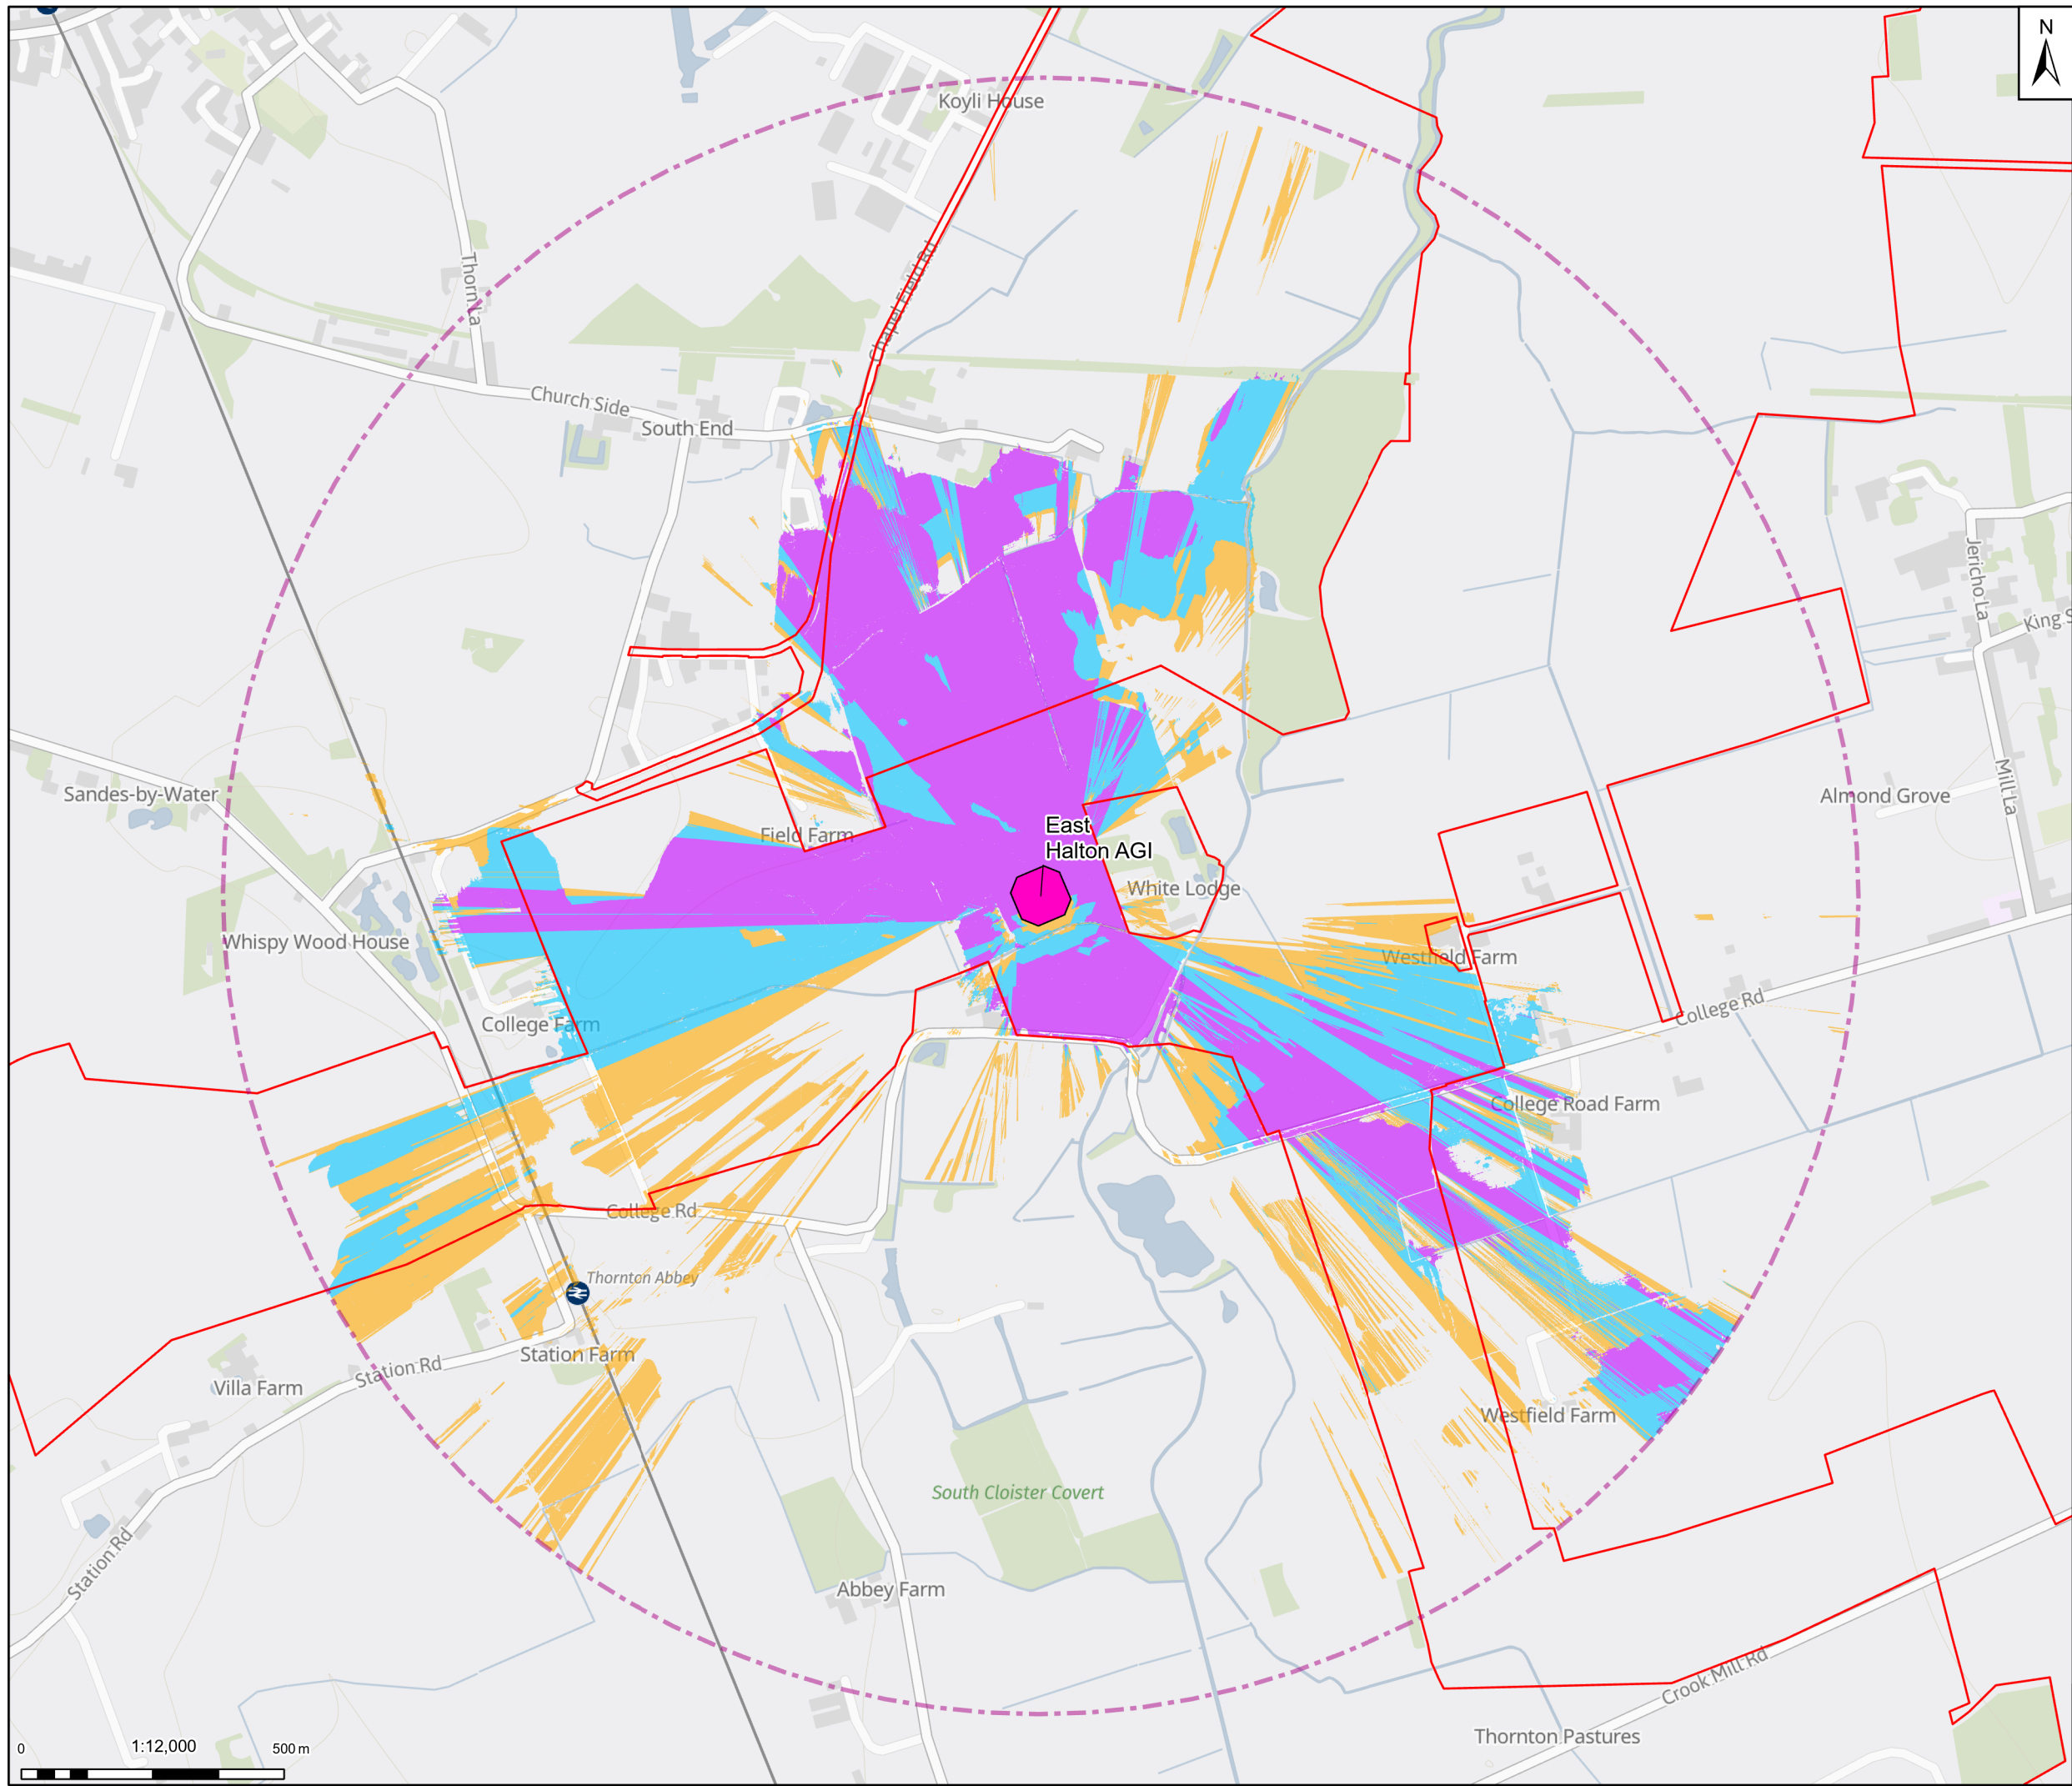 N
Koyli House
Chapel Field Rd
Thorn La
Church Side
South End
Jericho La
King S
Sandes-by-Water
Mill La
Almond Grove
East
Halton AGI
Field Farm
White Lodge
Whispy Wood House
Westfield Farm
College Rd
College Farm
College Road Farm
College Rd
Thornton Abbey
Station Farm
Station Rd
Villa Farm
Westfield Farm
South Cloister Covert
Station Rd
Abbey Farm
Crook Mill Rd
Thornton Pastures
0 1:12,000 500 m